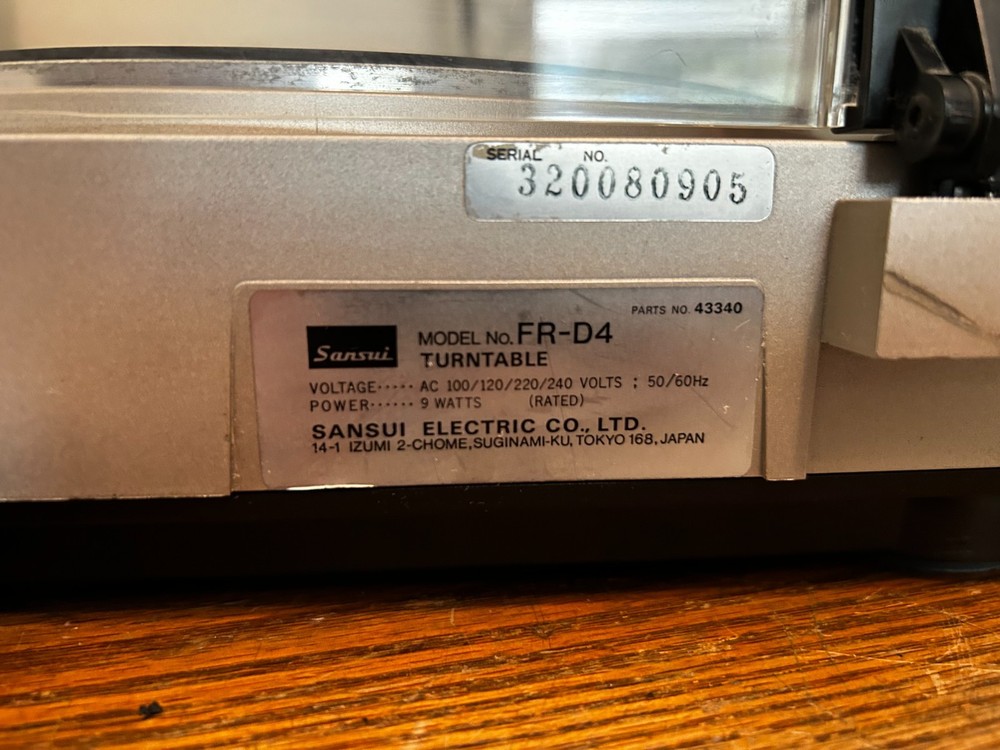 SERIAL NO.
320080905
PARTS NO. 43340
Sansui
MODEL No. FR-D4
TURNTABLE
VOLTAGE····· AC 100/120/220/240 VOLTS ; 50/60Hz
POWER······ 9 WATTS (RATED)
SANSUI ELECTRIC CO., LTD.
14-1 IZUMI 2-CHOME, SUGINAMI-KU, TOKYO 168, JAPAN